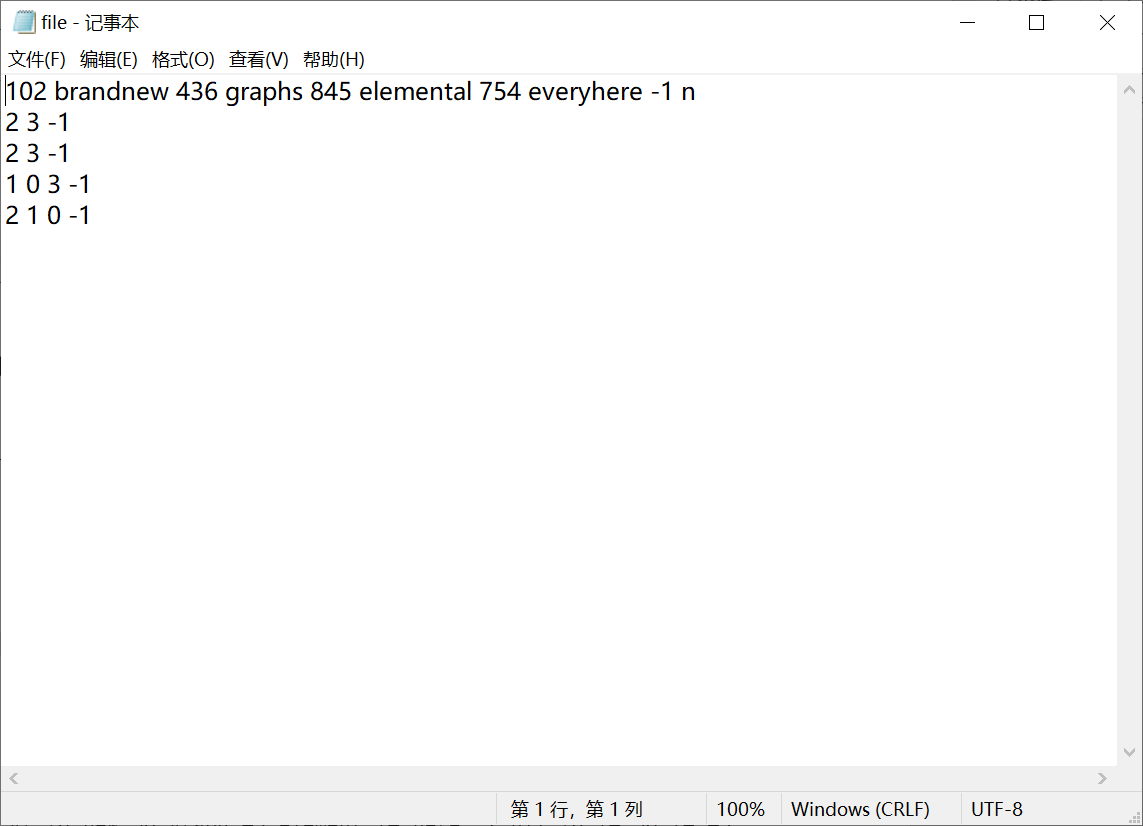 file - 记事本
文件(F) 编辑(E) 格式(O) 查看(V) 帮助(H)
102 brandnew 436 graphs 845 elemental 754 everyhere -1 n
2 3 -1
2 3 -1
1 0 3 -1
2 1 0 -1
第 1 行，第 1 列 100% Windows (CRLF) UTF-8